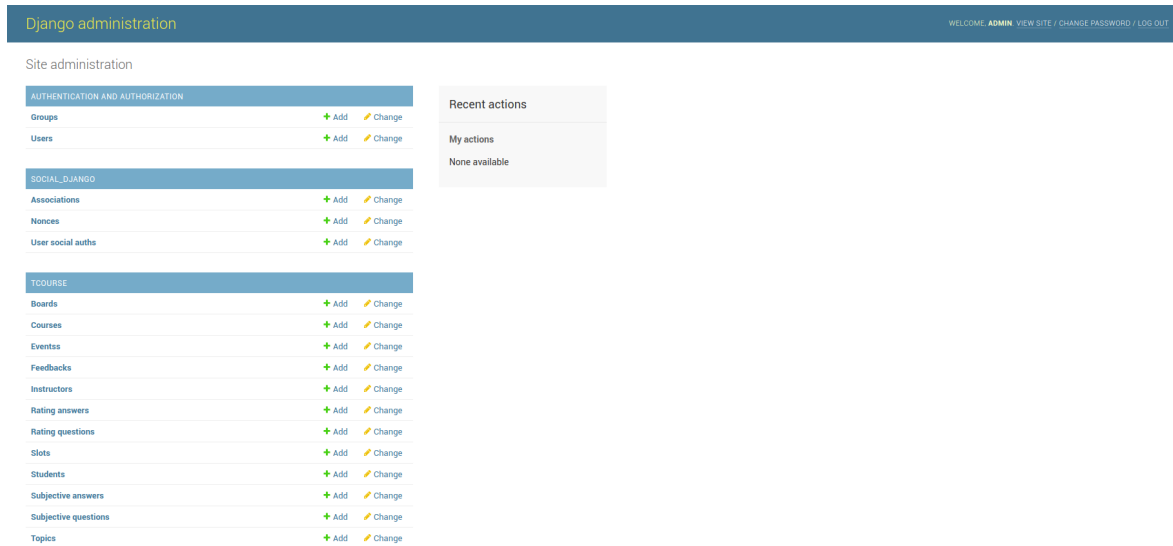 Django administration
WELCOME, ADMIN. VIEW SITE / CHANGE PASSWORD / LOG OUT
Site administration
AUTHENTICATION AND AUTHORIZATION
Groups Add Change
Users Add Change
SOCIAL_DJANGO
Associations Add Change
Nonces Add Change
User social auths Add Change
TCOURSE
Boards Add Change
Courses Add Change
Eventss Add Change
Feedbacks Add Change
Instructors Add Change
Rating answers Add Change
Rating questions Add Change
Slots Add Change
Students Add Change
Subjective answers Add Change
Subjective questions Add Change
Topics Add Change
Recent actions
My actions
None available